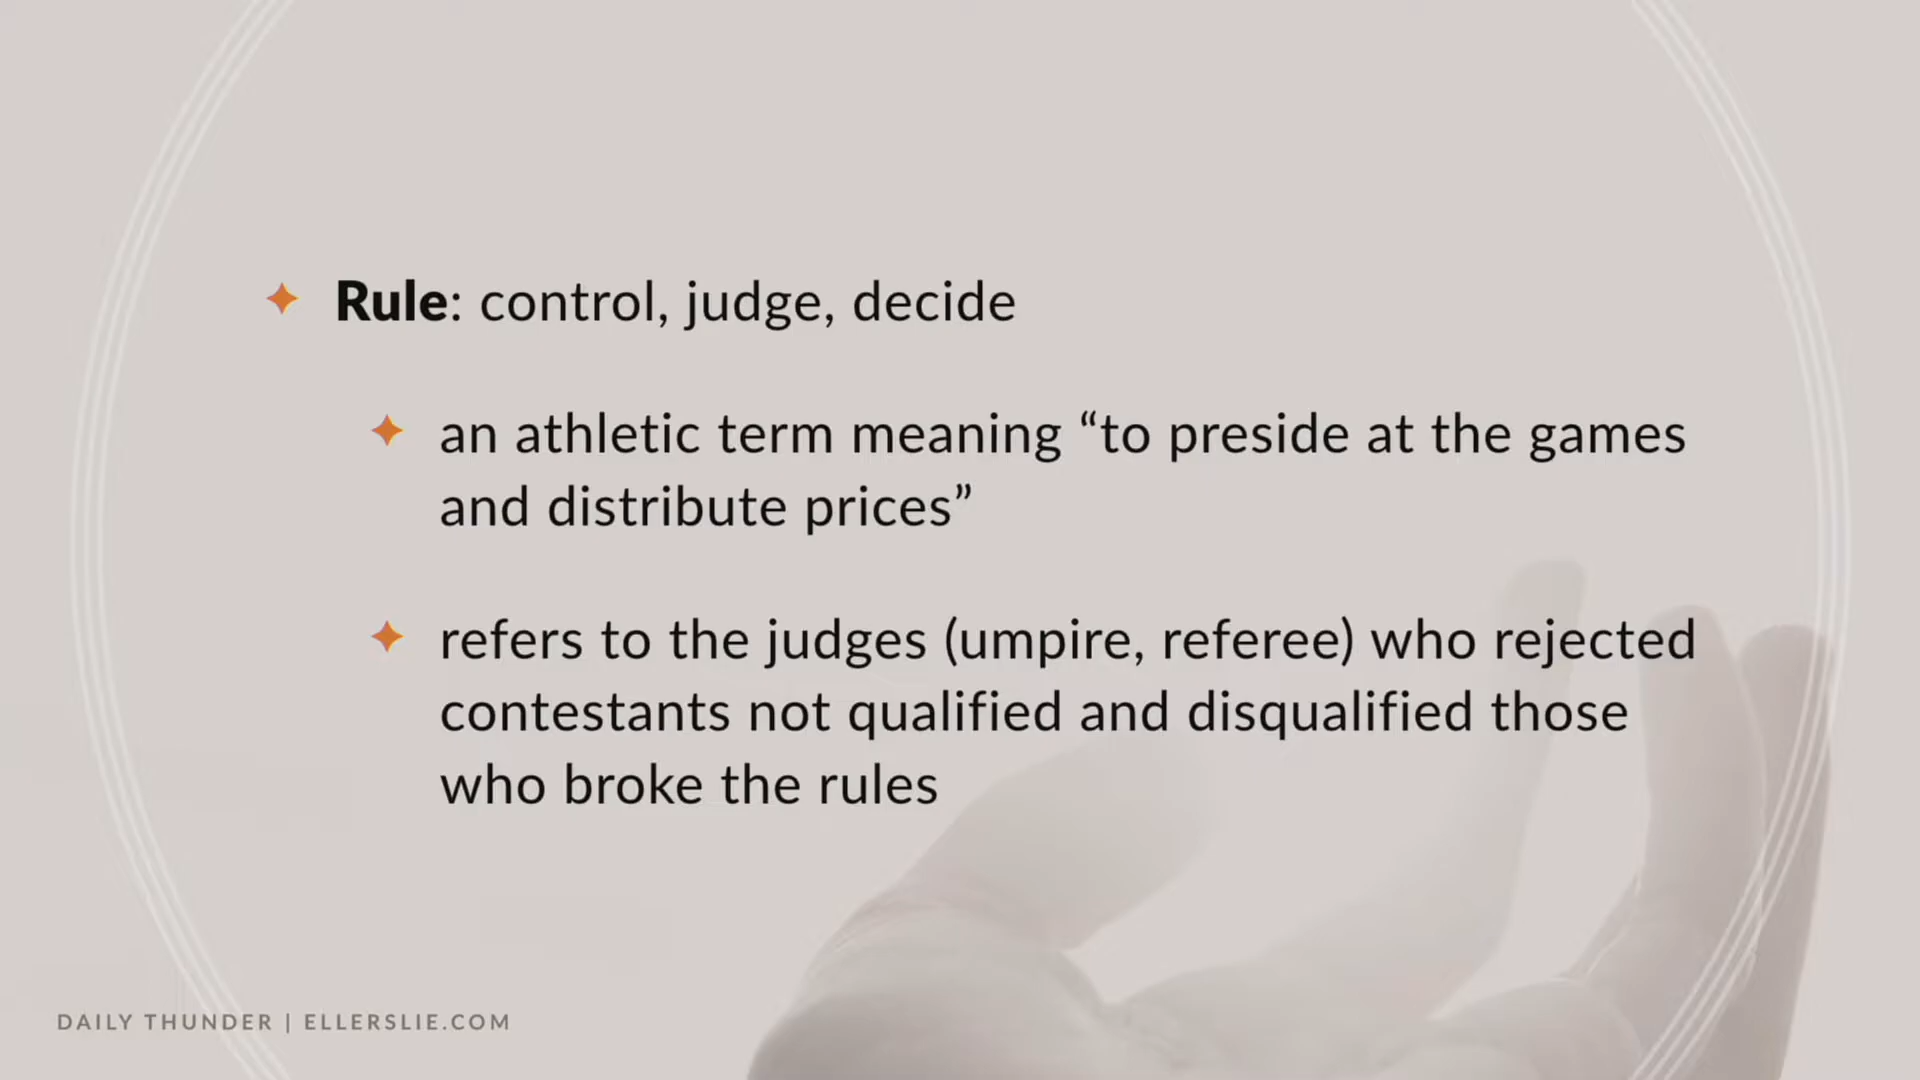 Rule: control, judge, decide
an athletic term meaning “to preside at the games
and distribute prices”
refers to the judges (umpire, referee) who rejected
contestants not qualified and disqualified those
who broke the rules
DAILY THUNDER | ELLERSLIE.COM